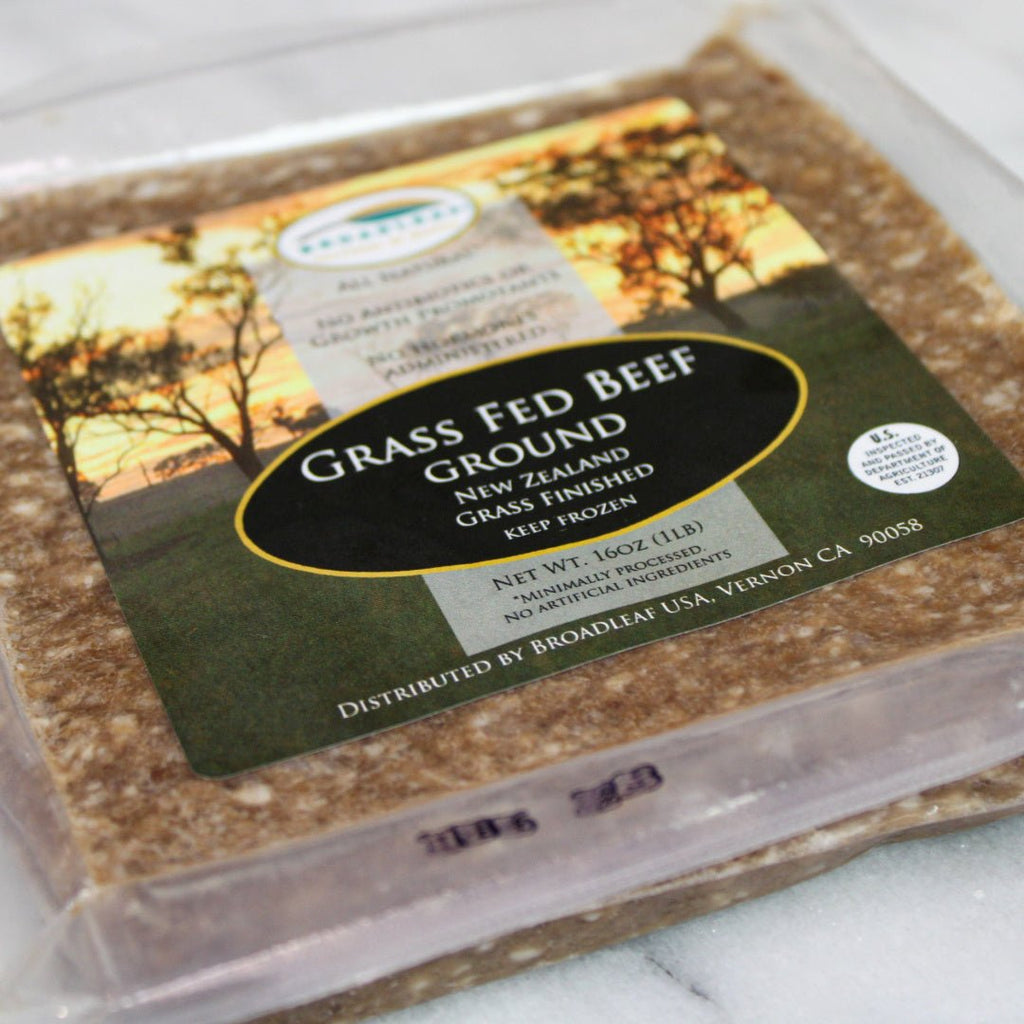 BROADLEAF
ALL NATURAL*
NO ANTIBIOTICS OR
GROWTH PROMOTANTS
NO HORMONES
ADMINISTERED
GRASS FED BEEF
GROUND
NEW ZEALAND
GRASS FINISHED
KEEP FROZEN
NET WT. 16OZ (1LB)
*MINIMALLY PROCESSED.
NO ARTIFICIAL INGREDIENTS
DISTRIBUTED BY BROADLEAF USA, VERNON CA 90058
U.S.
INSPECTED
AND PASSED BY
DEPARTMENT OF
AGRICULTURE
EST. 21307